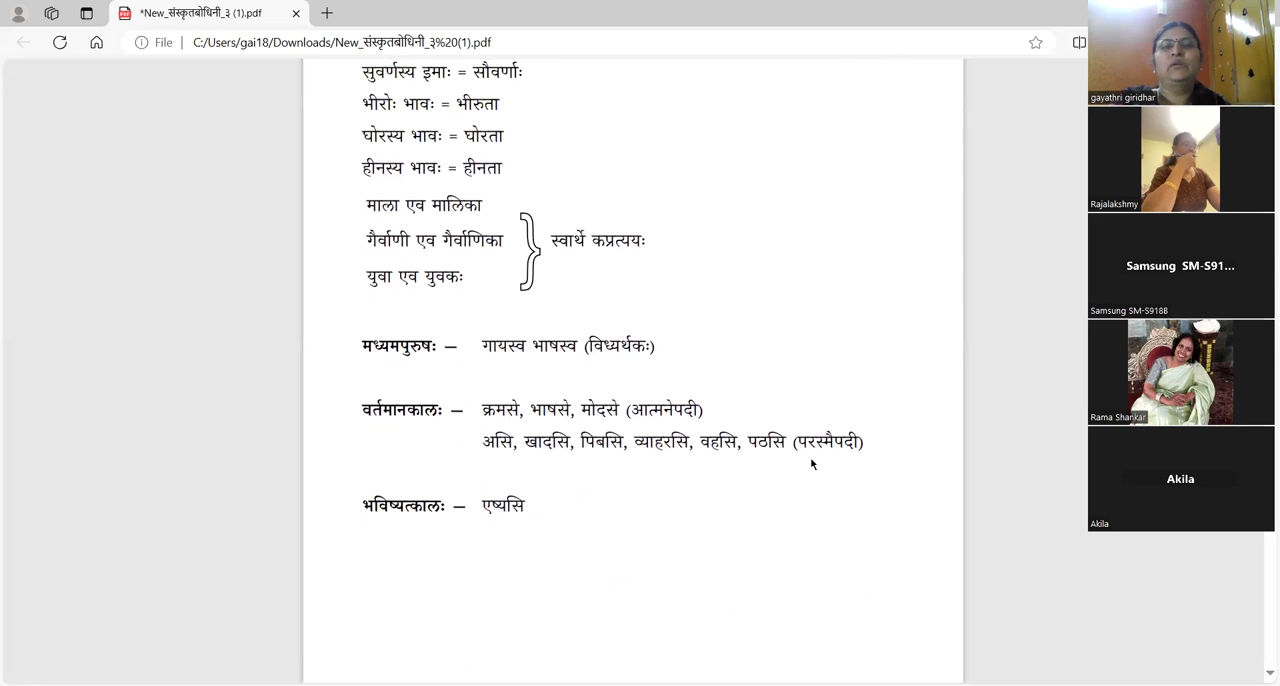 *New_संस्कृतबोधिनी_३ (1).pdf
File C:/Users/gai18/Downloads/New_संस्कृतबोधिनी_३%20(1).pdf
सुवर्णस्य इमाः = सौवर्णाः
भीरोः भावः = भीरुता
घोरस्य भावः = घोरता
हीनस्य भावः = हीनता
माला एव मालिका
गैर्वाणी एव गैर्वाणिका
स्वार्थे कप्रत्ययः
युवा एव युवकः
मध्यमपुरुषः – गायस्व भाषस्व (विध्यर्थकः)
वर्तमानकालः – क्रमसे, भाषसे, मोदसे (आत्मनेपदी)
असि, खादसि, पिबसि, व्याहरसि, वहसि, पठसि (परस्मैपदी)
भविष्यत्कालः – एष्यसि
gayathri giridhar
Rajalakshmy
Samsung SM-S91...
Samsung SM-S918B
Rama Shankar
Akila
Akila